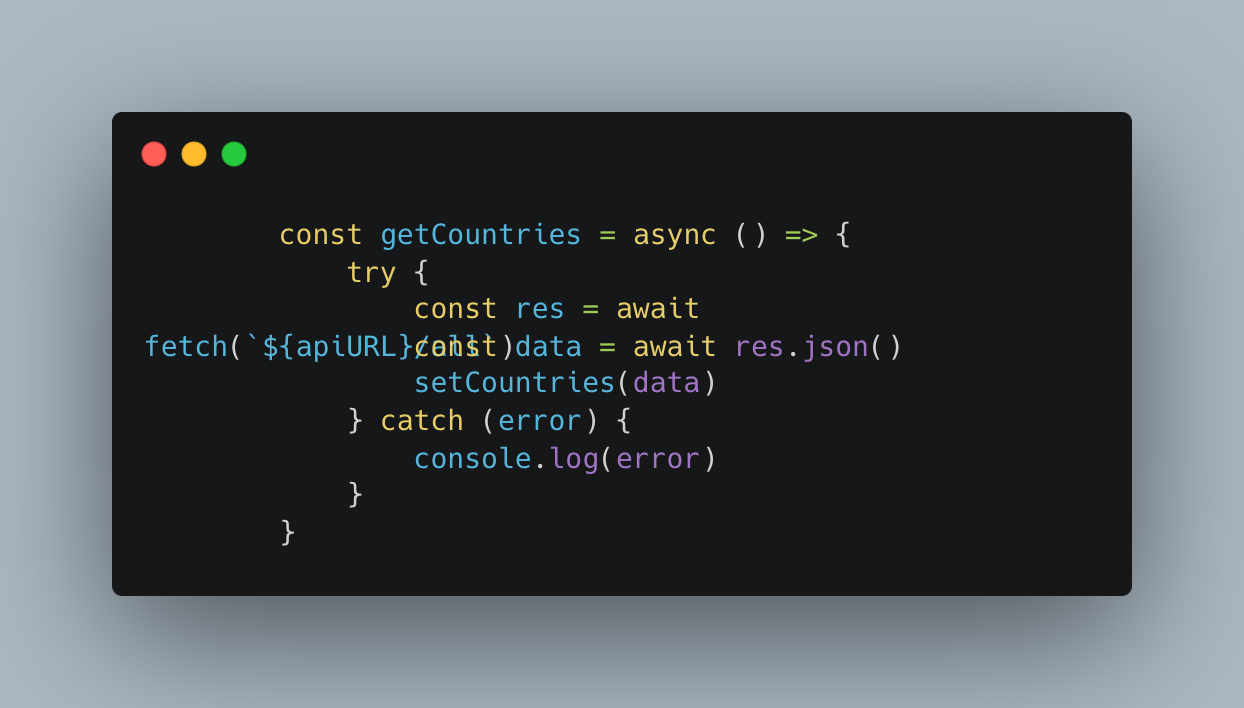 const getCountries = async () => {
try {
const res = await
fetch(`${apiURL}/all`)
const data = await res.json()
setCountries(data)
} catch (error) {
console.log(error)
}
}